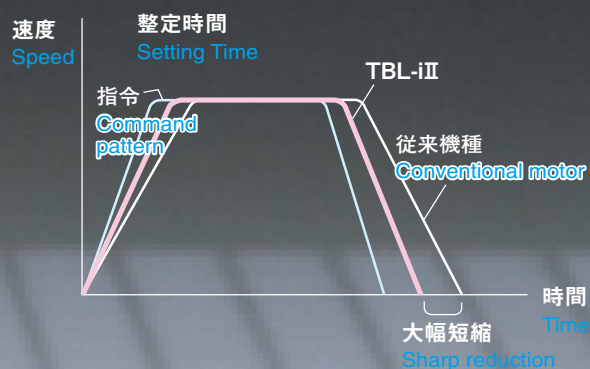 速度
Speed
整定時間
Setting Time
TBL-iⅡ
指令
Command
pattern
従来機種
Conventional motor
時間
Time
大幅短縮
Sharp reduction